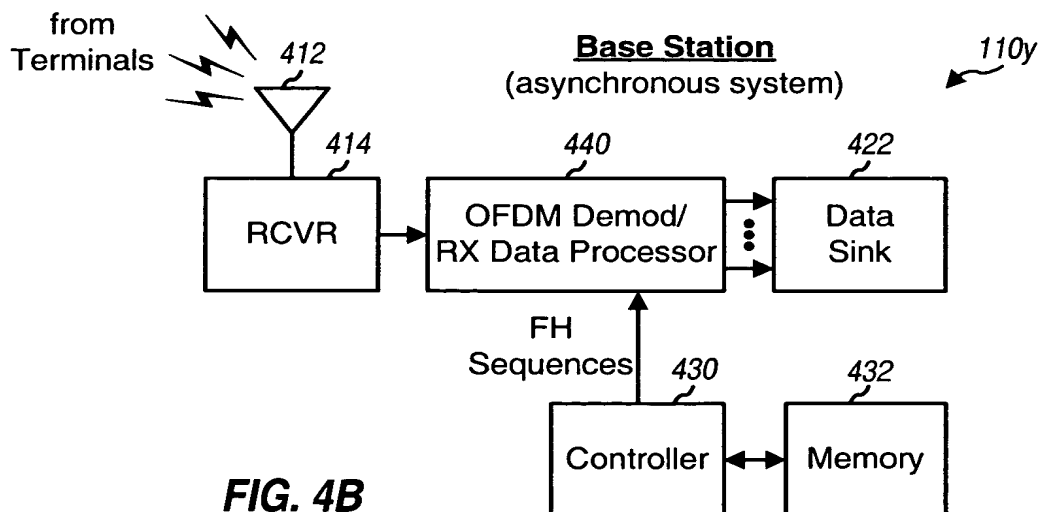 from
Terminals
412
Base Station
(asynchronous system)
110y
414
440
422
RCVR
OFDM Demod/
RX Data Processor
Data
Sink
FH
Sequences
430
432
Controller
Memory
FIG. 4B